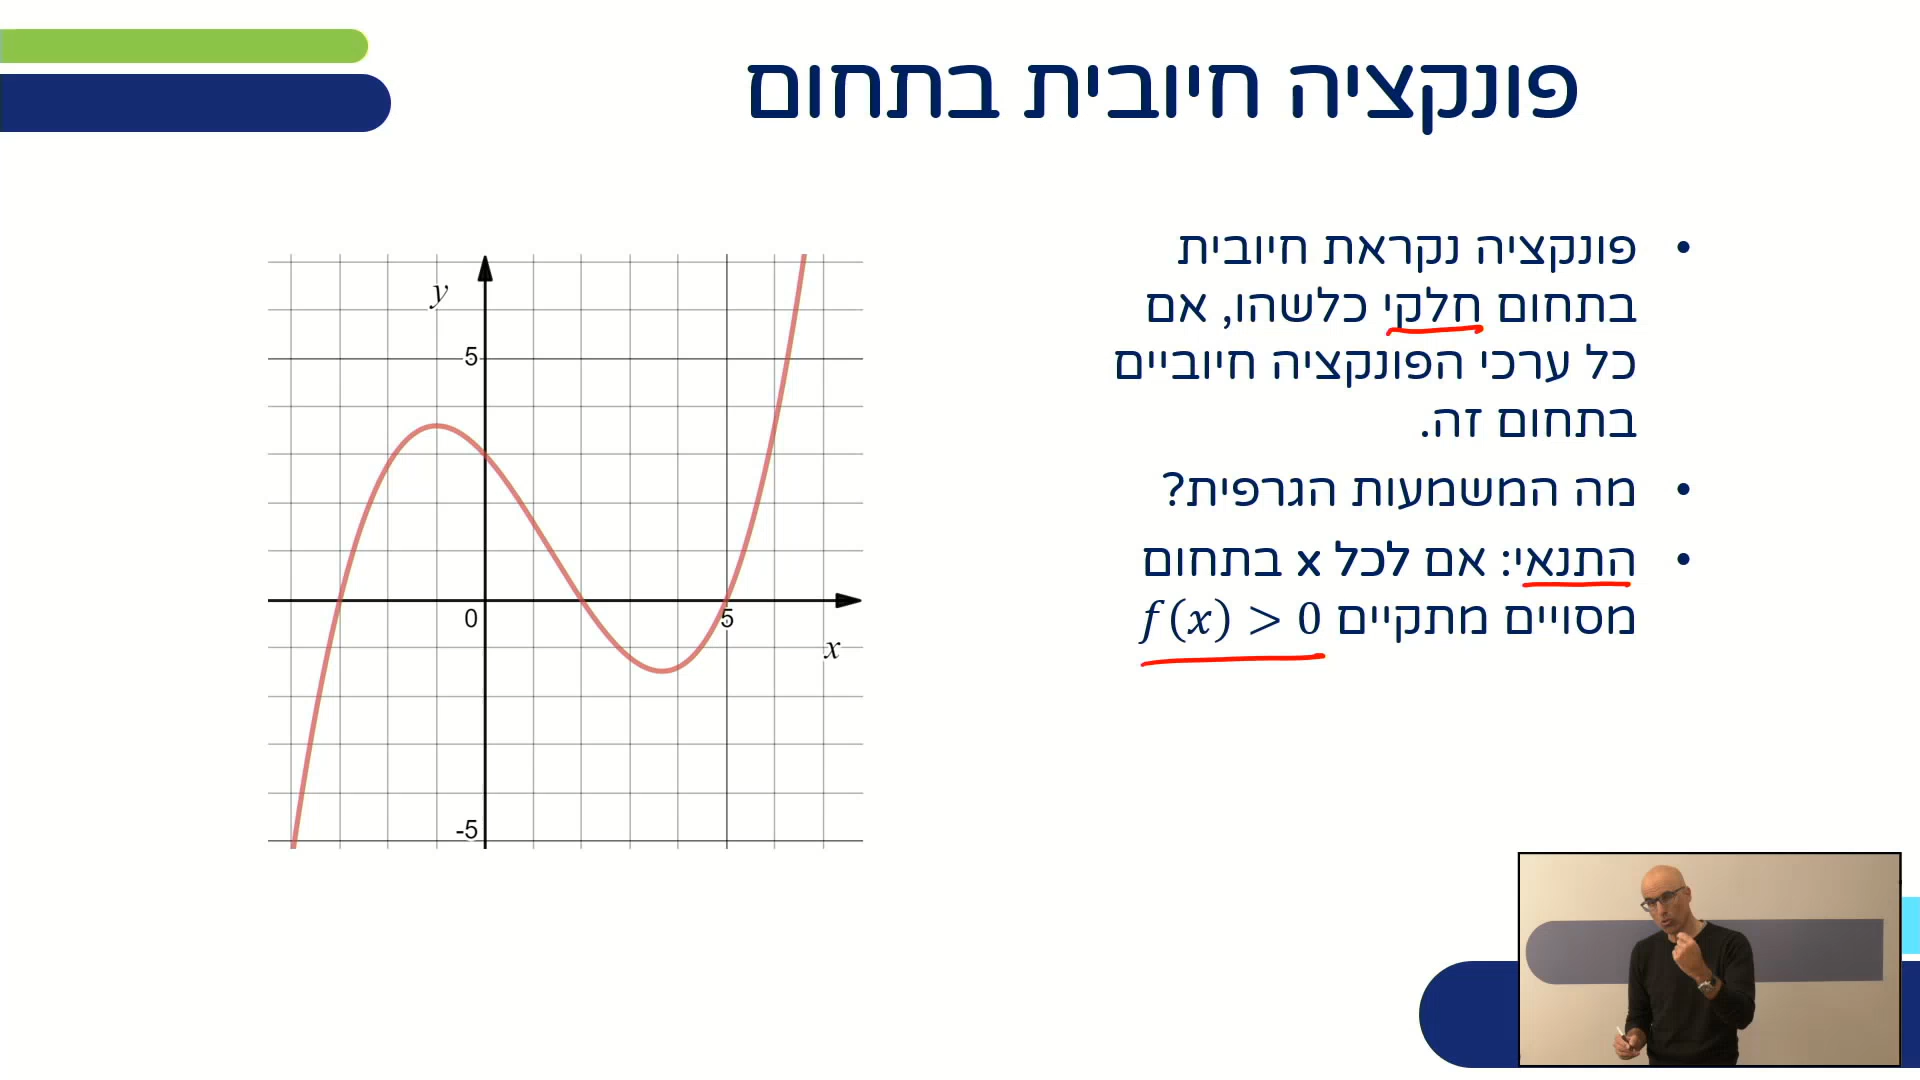 פונקציה חיובית בתחום
• פונקציה נקראת חיובית
בתחום חלקי כלשהו, אם
כל ערכי הפונקציה חיוביים
בתחום זה.
• מה המשמעות הגרפית?
• התנאי: אם לכל x בתחום
מסויים מתקיים f(x) > 0
y
5
0
5
x
-5